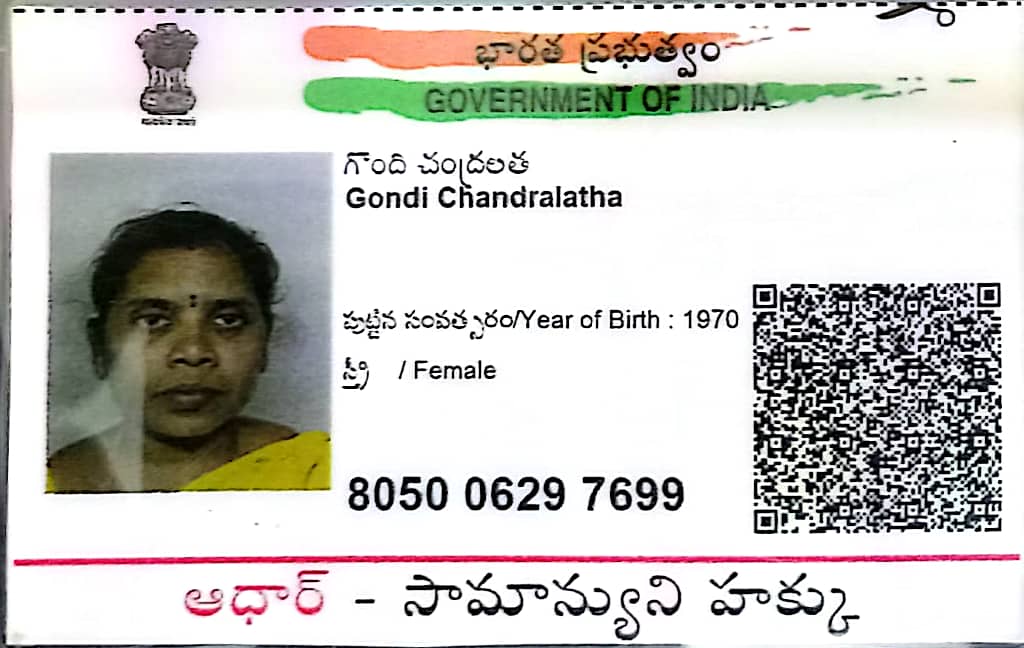 భారత ప్రభుత్వం
GOVERNMENT OF INDIA
గొంది చంద్రలత
Gondi Chandralatha
పుట్టిన సంవత్సరం/Year of Birth : 1970
స్త్రీ / Female
8050 0629 7699
ఆధార్ - సామాన్యుని హక్కు